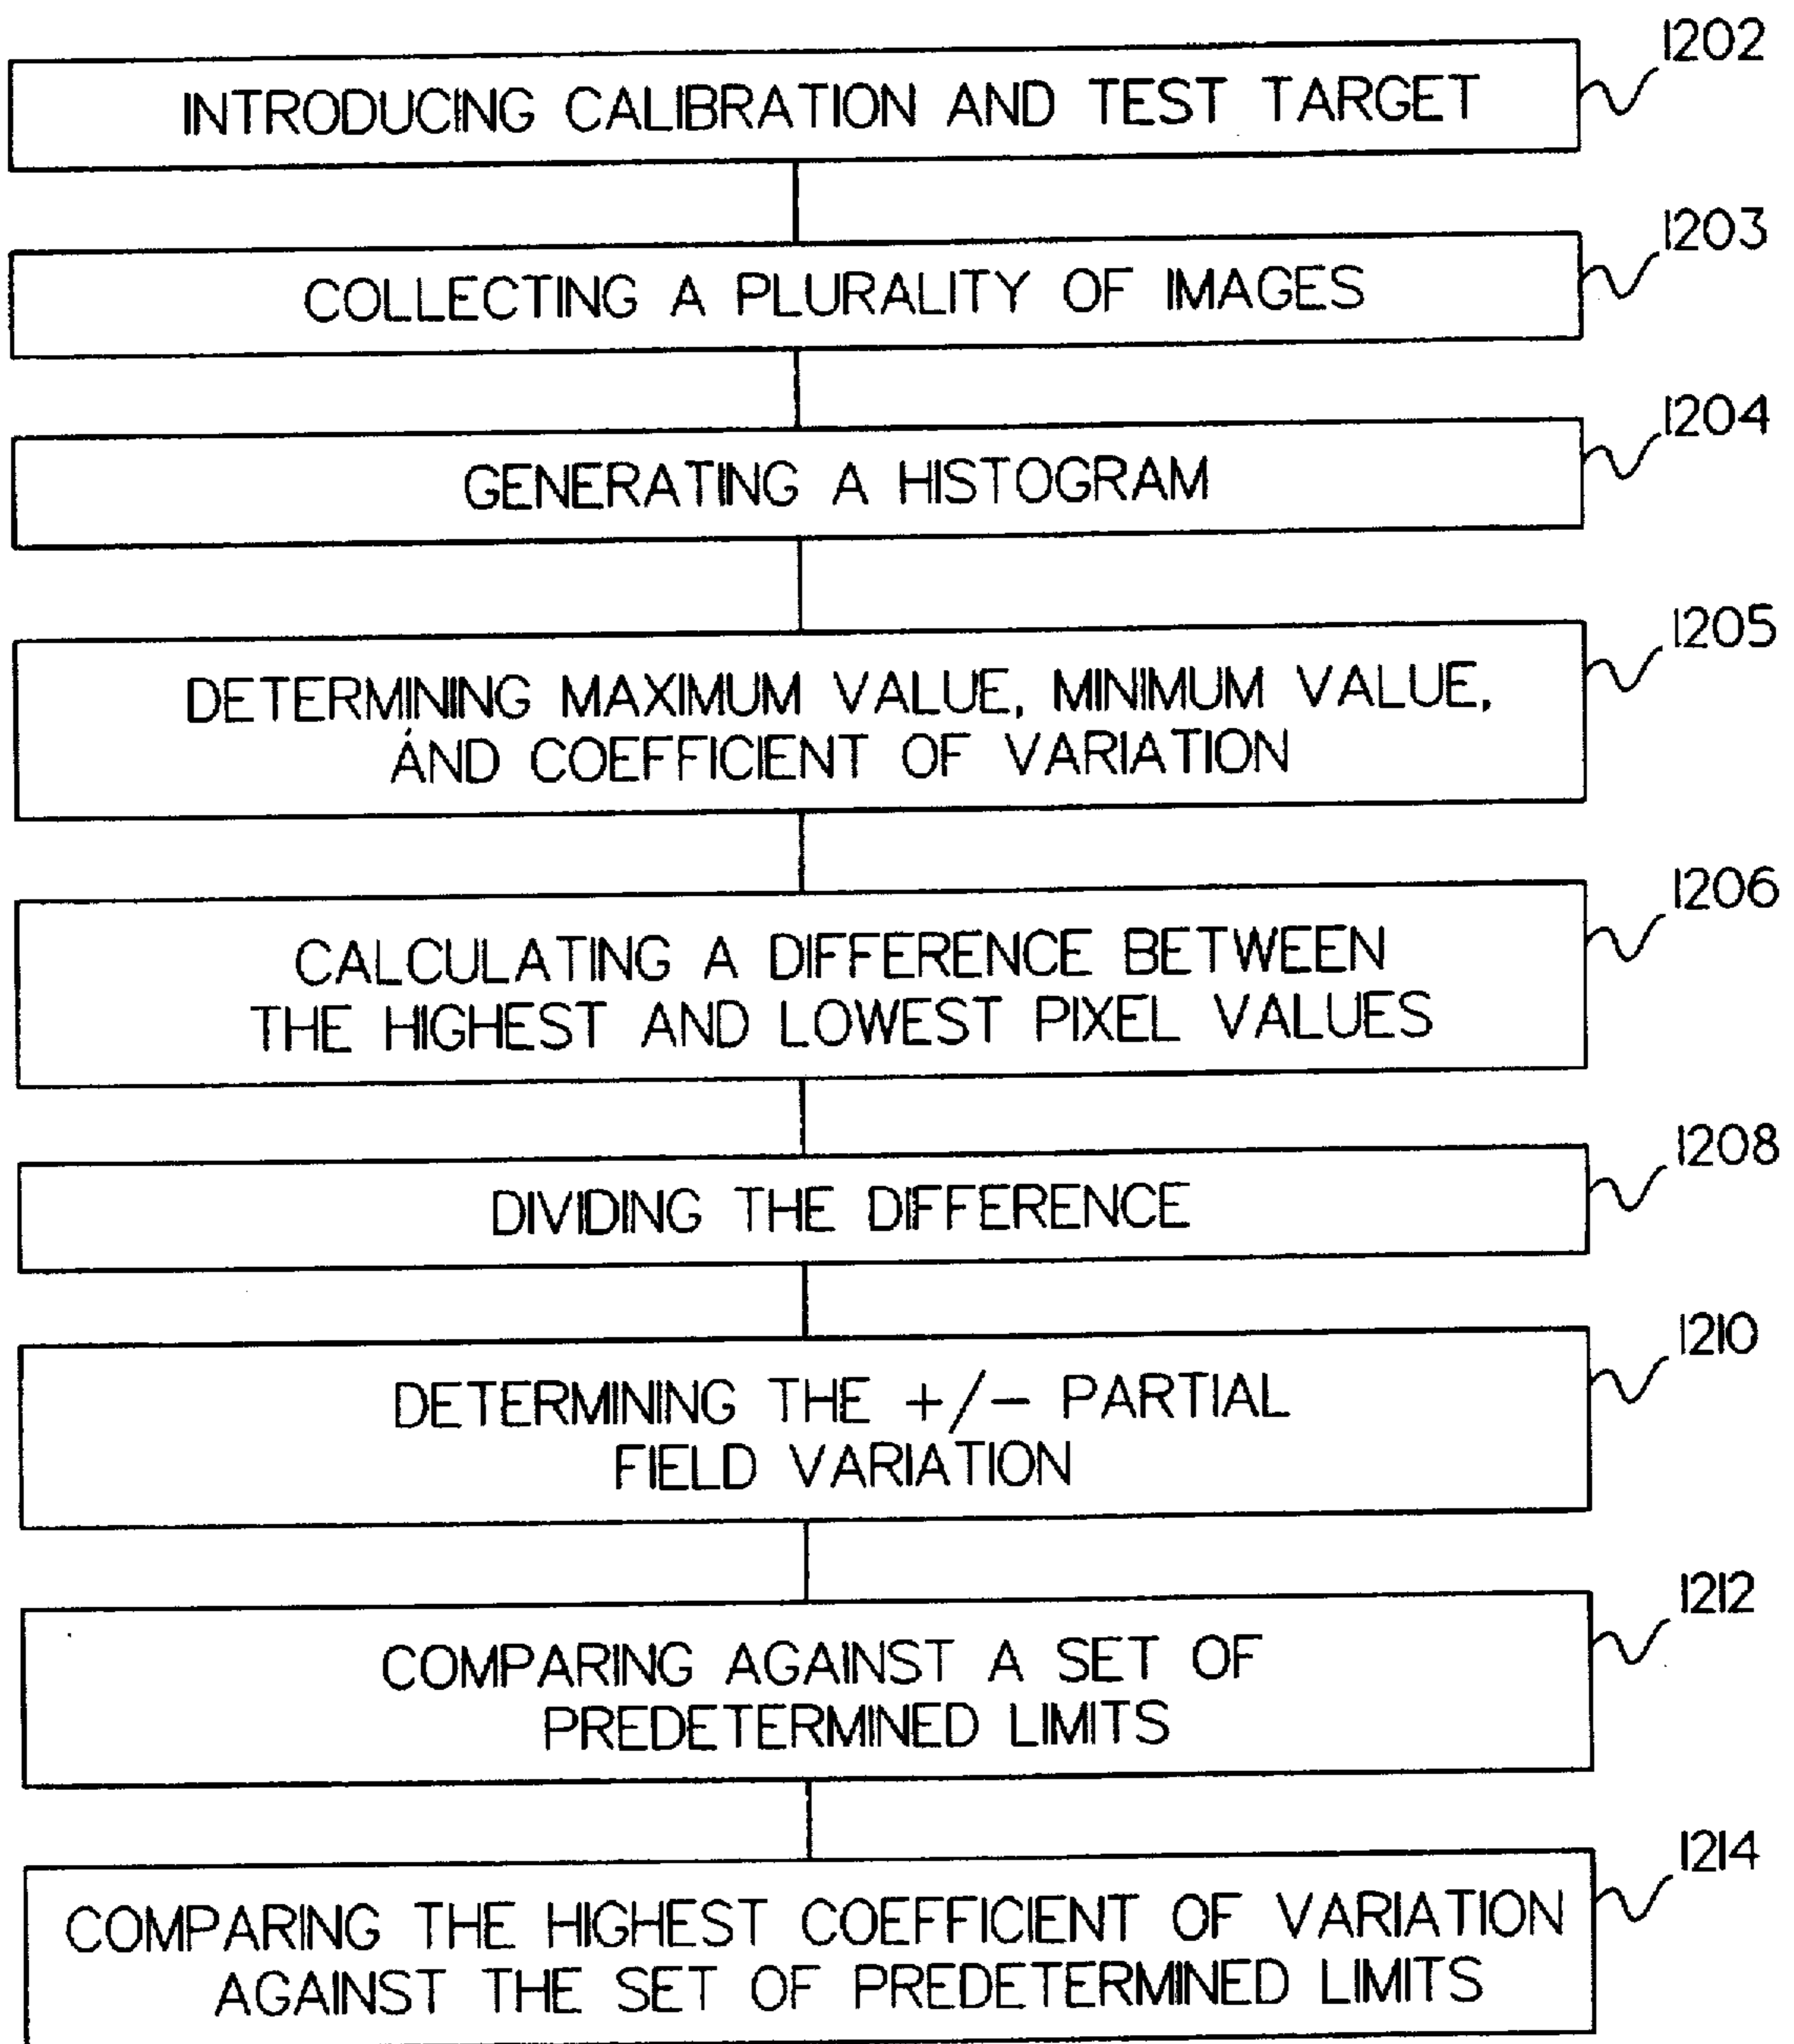 1202
INTRODUCING CALIBRATION AND TEST TARGET
1203
COLLECTING A PLURALITY OF IMAGES
1204
GENERATING A HISTOGRAM
1205
DETERMINING MAXIMUM VALUE, MINIMUM VALUE,
AND COEFFICIENT OF VARIATION
1206
CALCULATING A DIFFERENCE BETWEEN
THE HIGHEST AND LOWEST PIXEL VALUES
1208
DIVIDING THE DIFFERENCE
1210
DETERMINING THE +/- PARTIAL
FIELD VARIATION
1212
COMPARING AGAINST A SET OF
PREDETERMINED LIMITS
1214
COMPARING THE HIGHEST COEFFICIENT OF VARIATION
AGAINST THE SET OF PREDETERMINED LIMITS